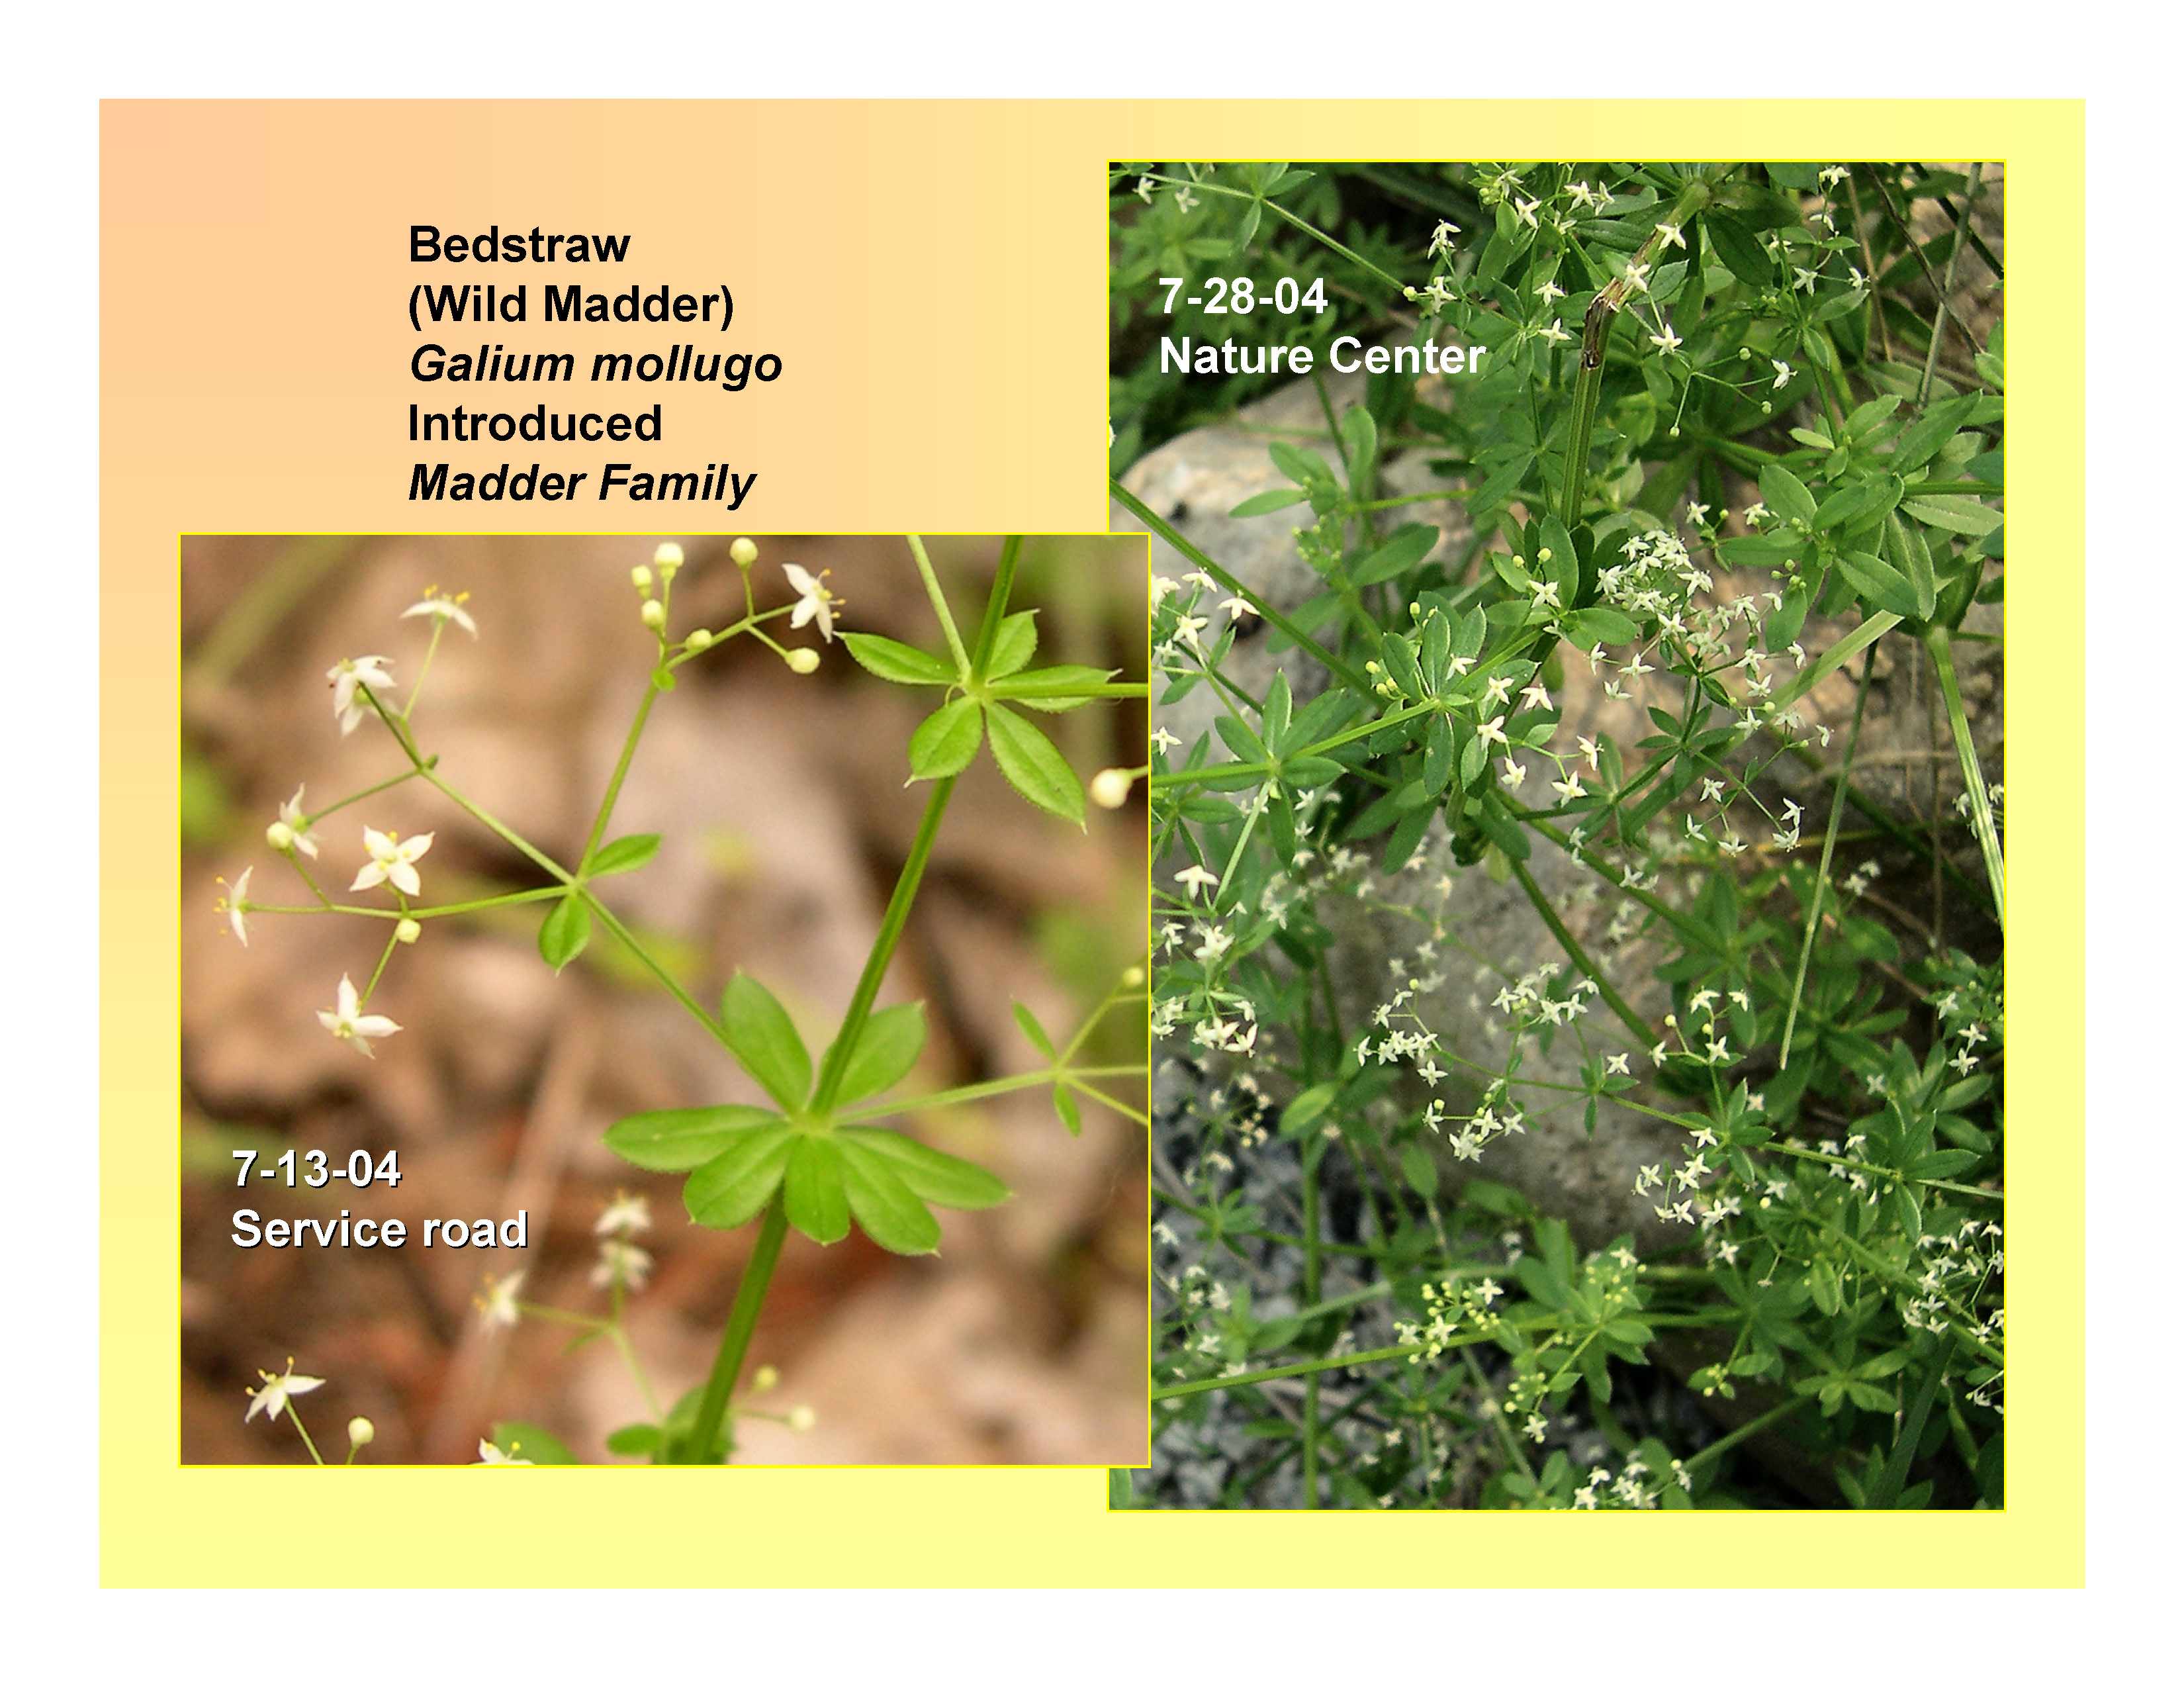 Bedstraw
(Wild Madder)
Galium mollugo
Introduced
Madder Family
7-28-04
Nature Center
7-13-04
Service road